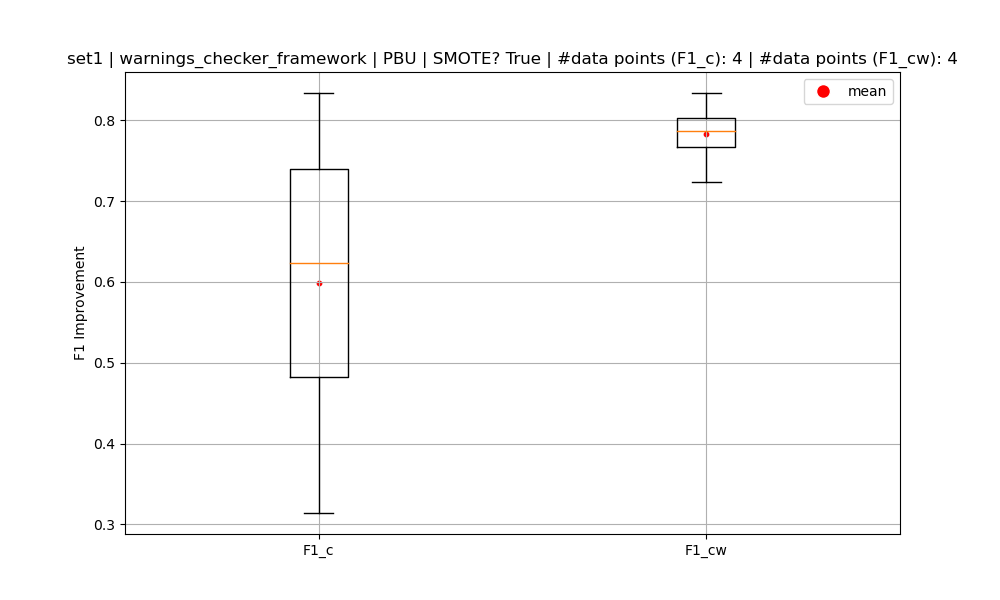 set1 | warnings_checker_framework | PBU | SMOTE? True | #data points (F1_c): 4 | #data points (F1_cw): 4
mean
0.8
0.7
0.6
0.5
0.4
0.3
F1 Improvement
F1_c
F1_cw